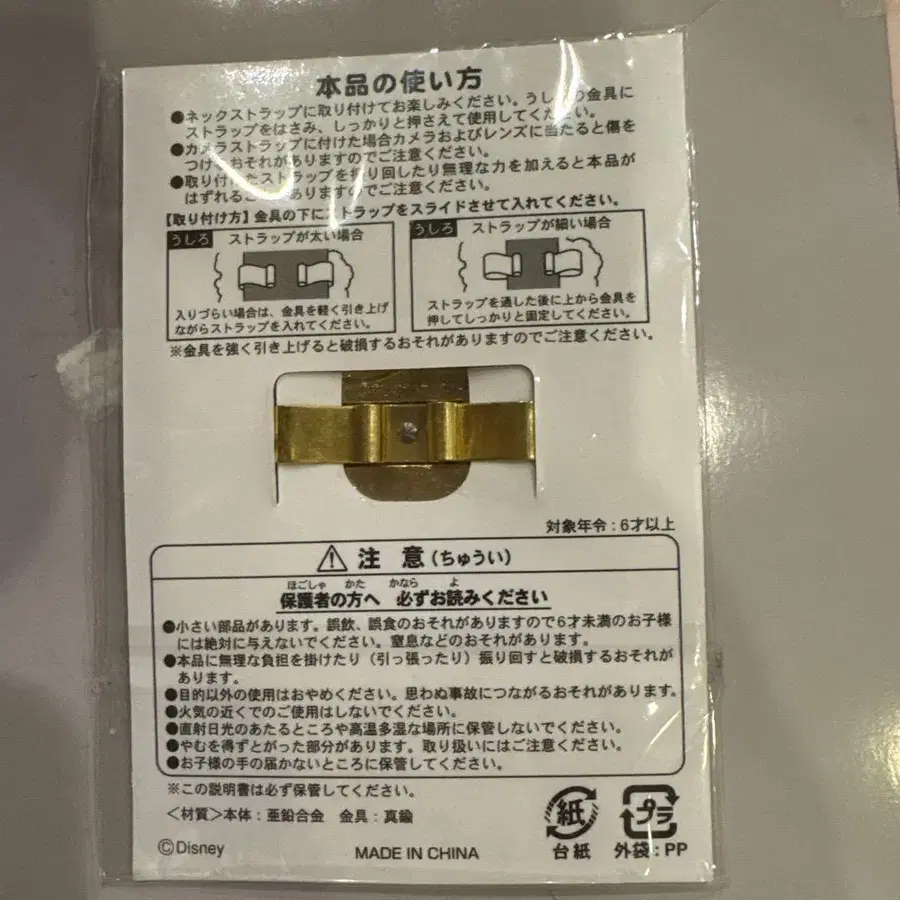 本品の使い方
●ネックストラップに取り付けてお楽しみください。うしろの金具に
ストラップをはさみ、しっかりと押さえて使用してください。
●カメラストラップに付けた場合カメラおよびレンズに当たると傷を
つけるおそれがありますのでご注意ください。
●取り付けたストラップを振り回したり無理な力を加えると本品が
はずれることがありますのでご注意ください。
【取り付け方】金具の下にストラップをスライドさせて入れてください。
うしろ ストラップが太い場合
入りづらい場合は、金具を軽く引き上げ
ながらストラップを入れてください。
うしろ ストラップが細い場合
ストラップを通した後に上から金具を
押してしっかりと固定してください。
※金具を強く引き上げると破損するおそれがありますのでご注意ください。
対象年令:6才以上
注意(ちゅうい)
ほごしゃ かた かなら よ
保護者の方へ 必ずお読みください
●小さい部品があります。誤飲、誤食のおそれがありますので6才未満のお子様
には絶対に与えないでください。窒息などのおそれがあります。
●本品に無理な負担を掛けたり(引っ張ったり)振り回すと破損するおそれが
あります。
●目的以外の使用はおやめください。思わぬ事故につながるおそれがあります。
●火気の近くでのご使用はしないでください。
●直射日光のあたるところや高温多湿な場所に保管しないでください。
●やむを得ずとがった部分があります。取り扱いにはご注意ください。
●お子様の手の届かないところに保管してください。
※この説明書は必ず保管してください。
<材質>本体:亜鉛合金 金具:真鍮
©Disney
MADE IN CHINA
紙
台紙
プラ
外袋:PP